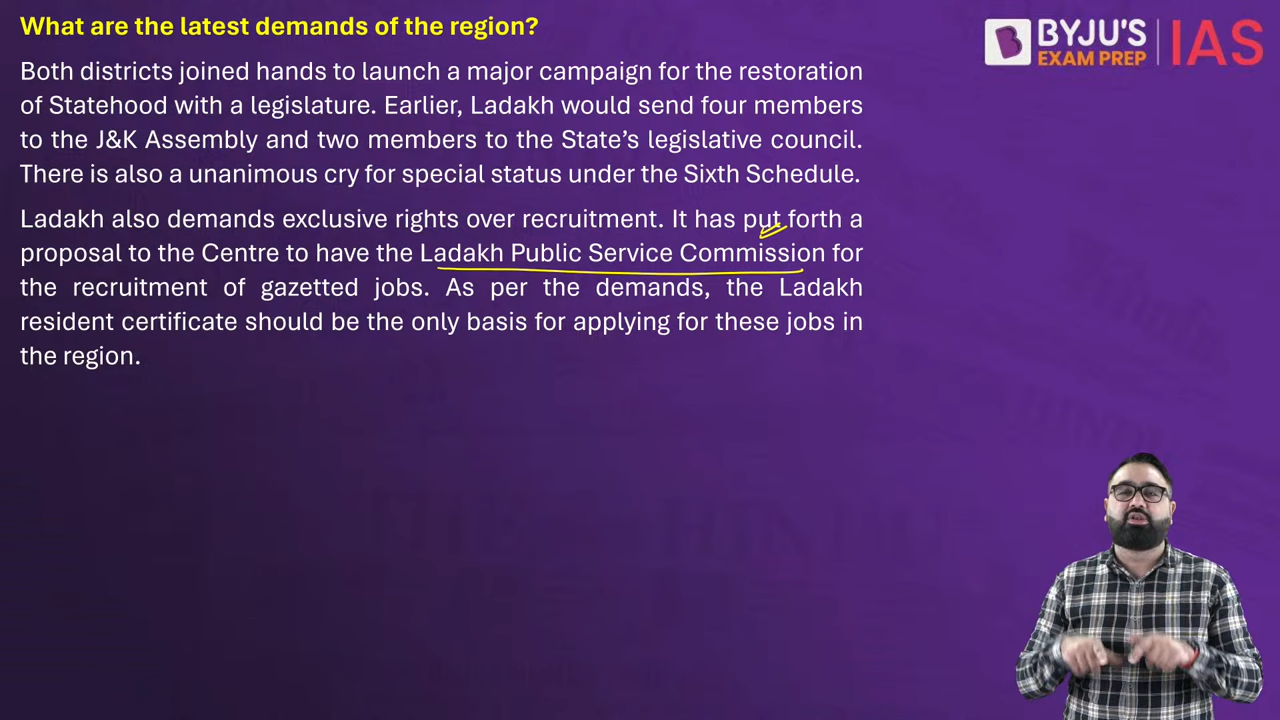 What are the latest demands of the region?
BYJU'S
EXAM PREP
IAS
Both districts joined hands to launch a major campaign for the restoration
of Statehood with a legislature. Earlier, Ladakh would send four members
to the J&K Assembly and two members to the State’s legislative council.
There is also a unanimous cry for special status under the Sixth Schedule.
Ladakh also demands exclusive rights over recruitment. It has put forth a
proposal to the Centre to have the Ladakh Public Service Commission for
the recruitment of gazetted jobs. As per the demands, the Ladakh
resident certificate should be the only basis for applying for these jobs in
the region.
HINDU